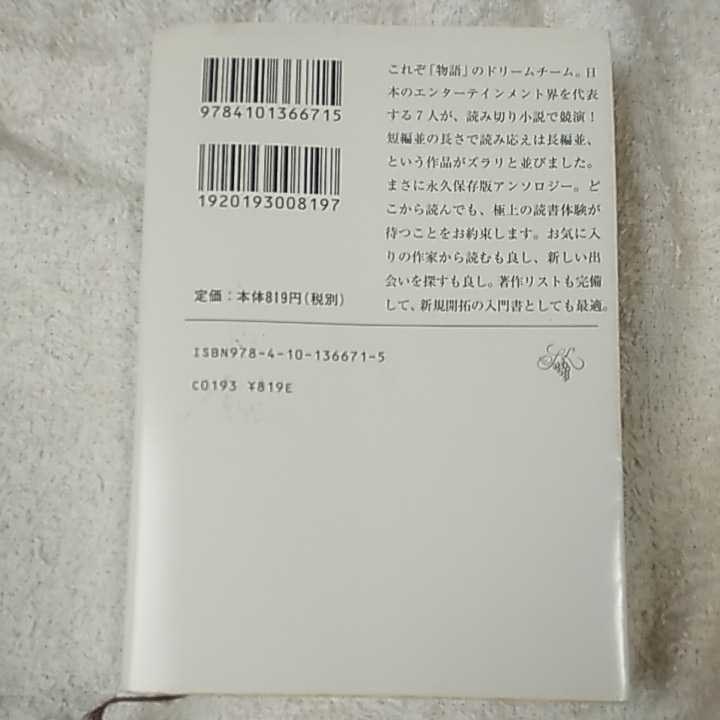 9784101366715
1920193008197
定価：本体819円（税別）
これぞ「物語」のドリームチーム。日
本のエンターテインメント界を代表
する7人が、読み切り小説で競演！
短編並の長さで読み応えは長編並、
という作品がズラリと並びました。
まさに永久保存版アンソロジー。ど
こから読んでも、極上の読書体験が
待つことをお約束します。お気に入
りの作家から読むも良し、新しい出
会いを探すも良し。著作リストも完備
して、新規開拓の入門書としても最適。
ISBN978-4-10-136671-5
C0193 ¥819E